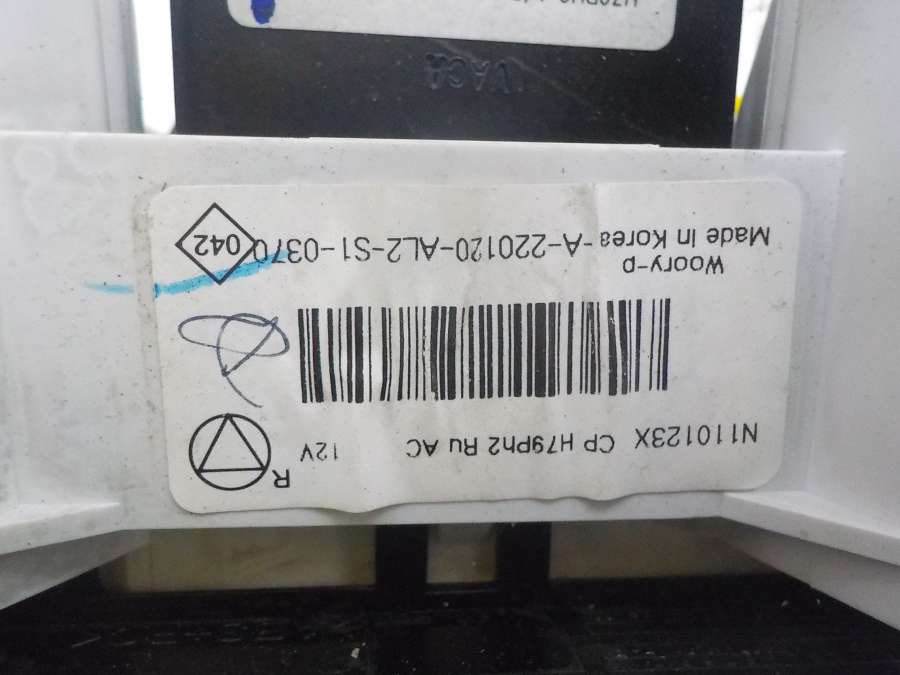 N110123X CP H79Ph2 Ru AC 12V R
Woory-p
Made In Korea -A-220120-AL2-S1-0370 042